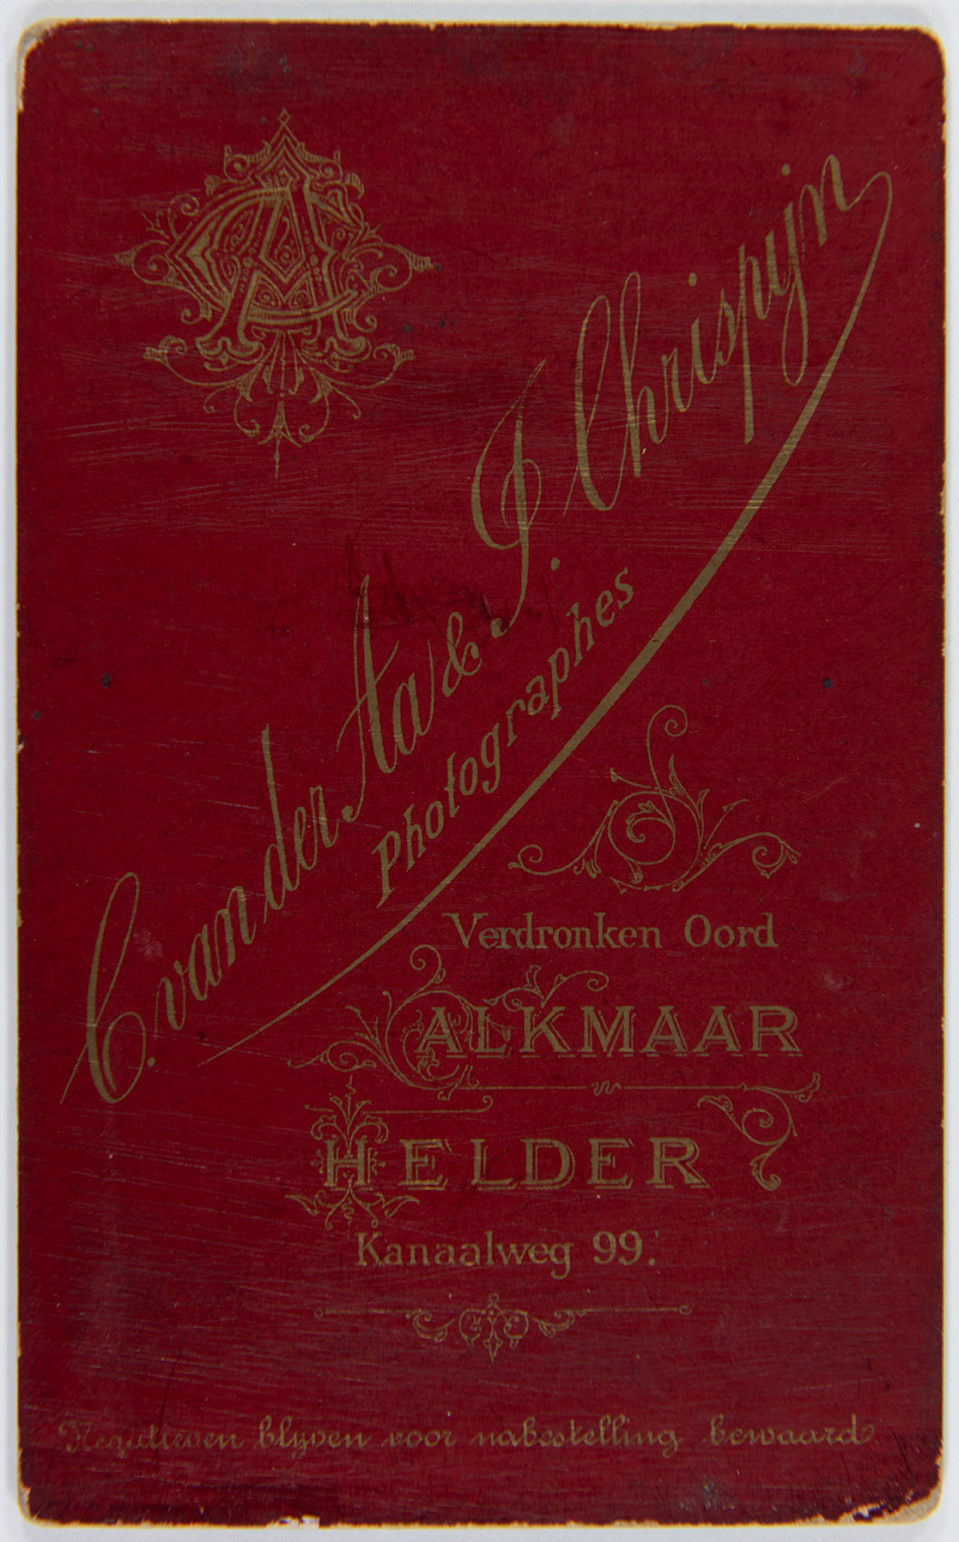 C. van der Aa & J. Chrispijn
Photographes
Verdronken Oord
ALKMAAR
HELDER
Kanaalweg 99.
Negatieven blijven voor nabestelling bewaard